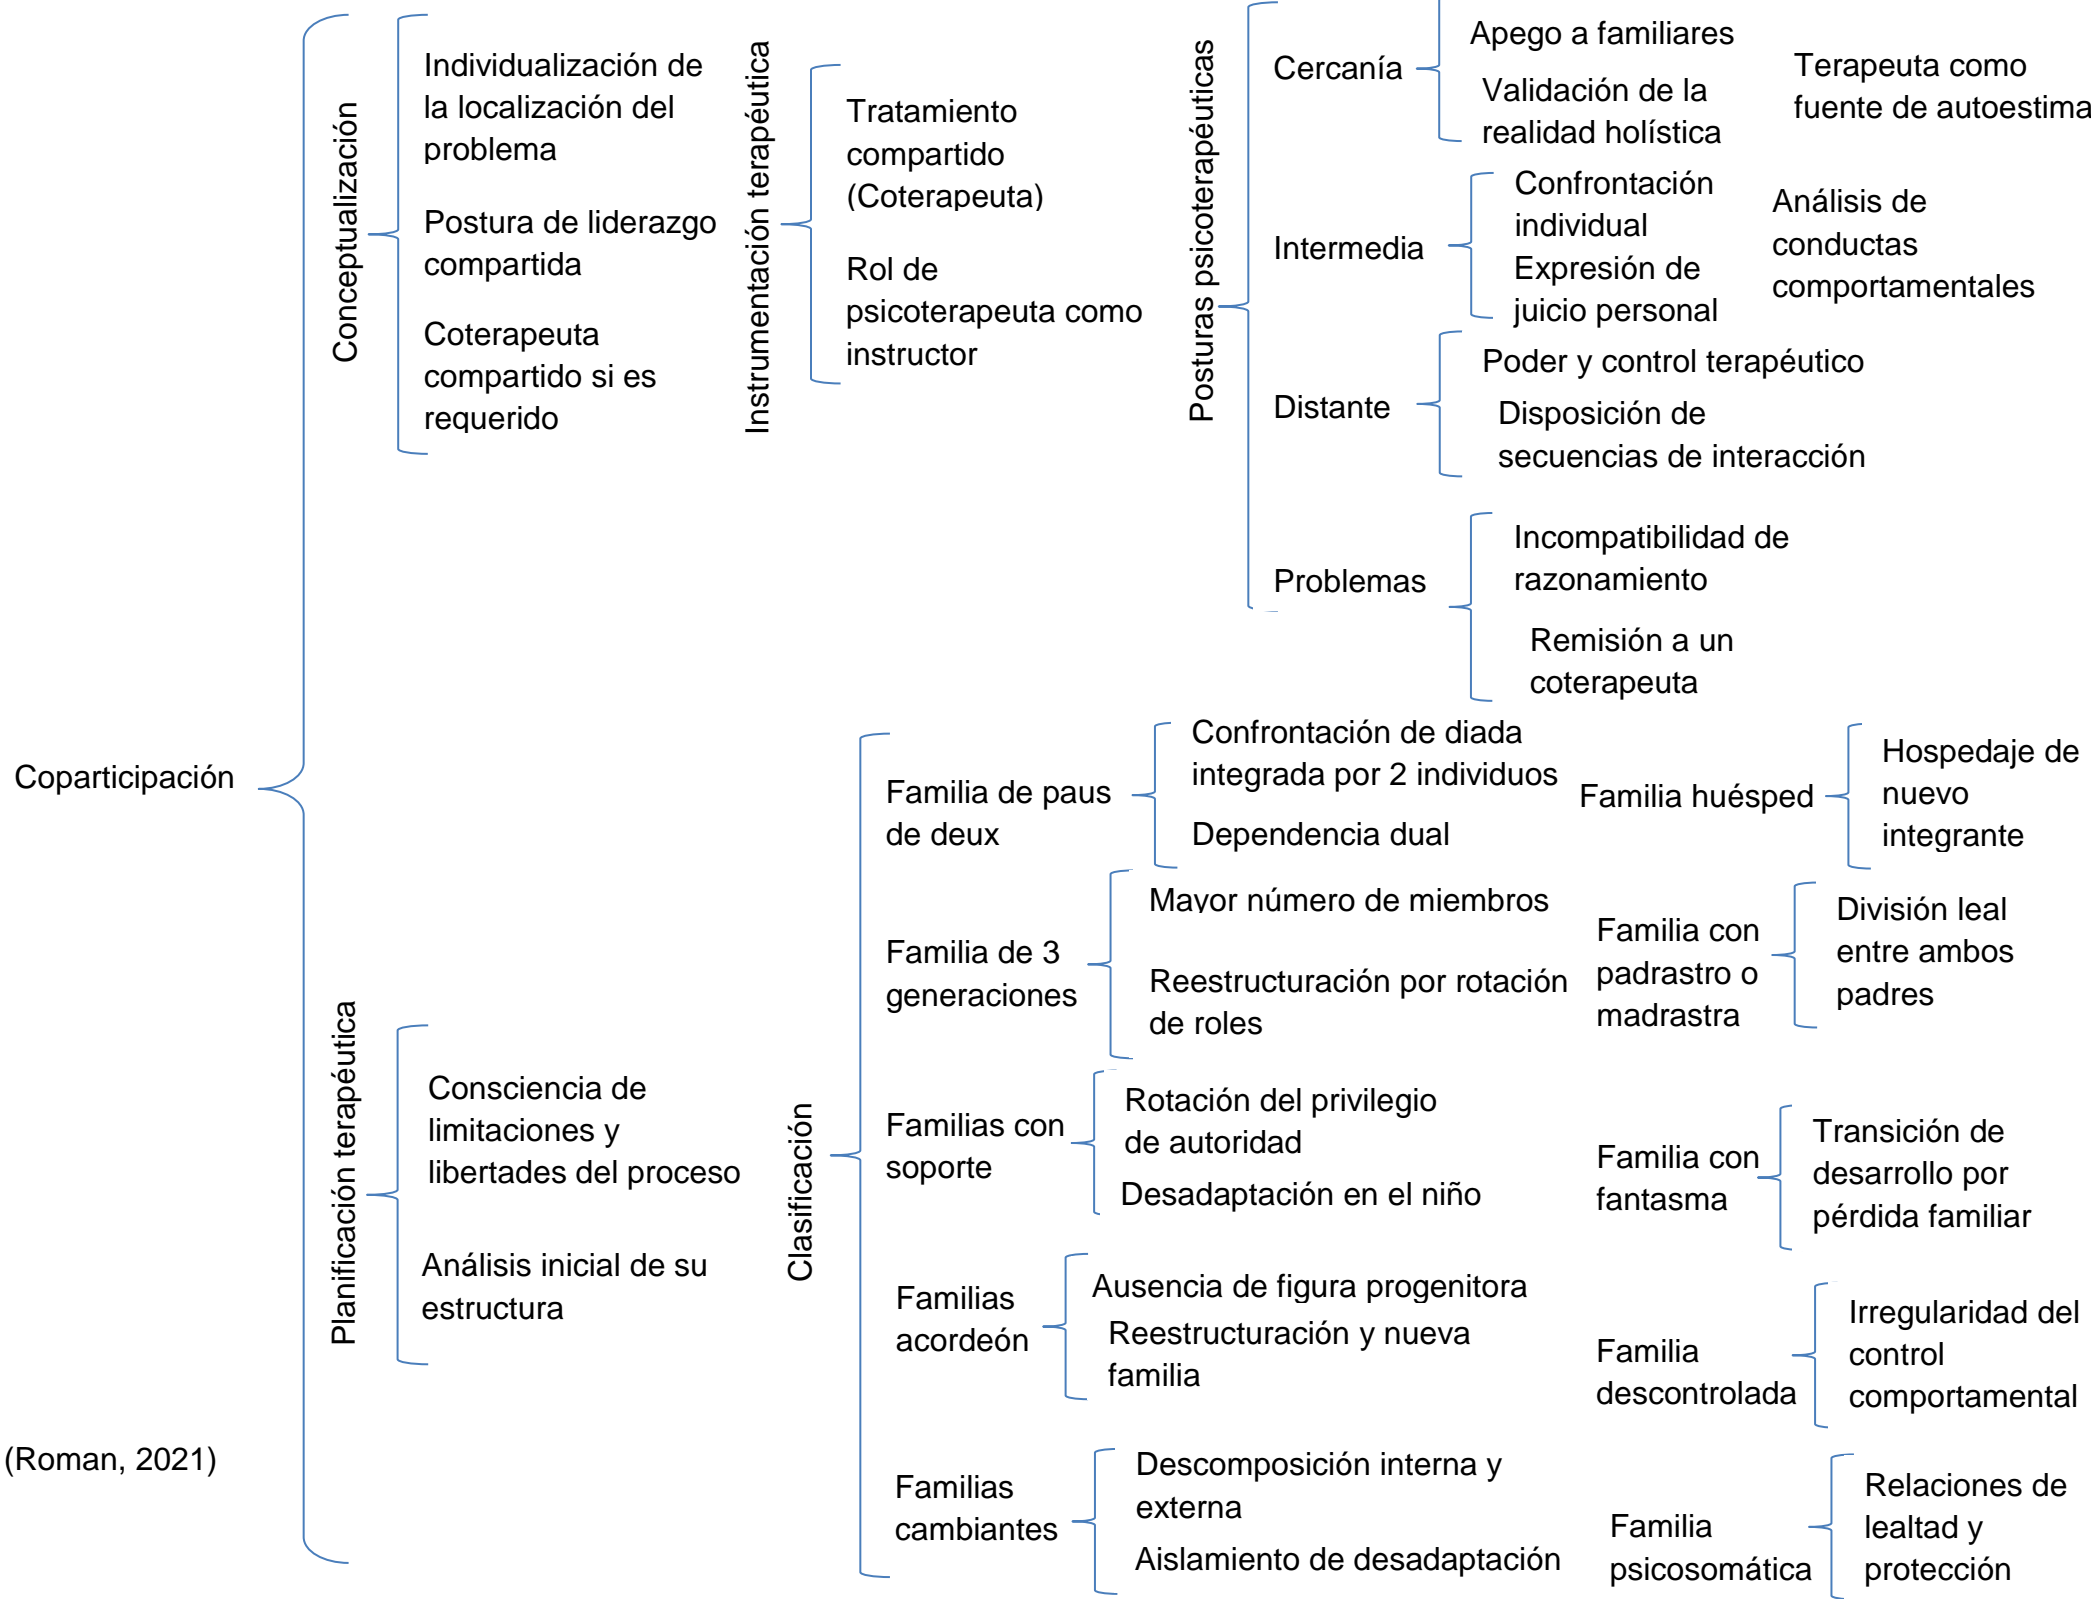 Coparticipación
Conceptualización
Individualización de
la localización del
problema
Postura de liderazgo
compartida
Coterapeuta
compartido si es
requerido
Instrumentación terapéutica
Tratamiento
compartido
(Coterapeuta)
Rol de
psicoterapeuta como
instructor
Posturas psicoterapéuticas
Cercanía
Apego a familiares
Validación de la
realidad holística
Terapeuta como
fuente de autoestima
Intermedia
Confrontación
individual
Expresión de
juicio personal
Análisis de
conductas
comportamentales
Distante
Poder y control terapéutico
Disposición de
secuencias de interacción
Problemas
Incompatibilidad de
razonamiento
Remisión a un
coterapeuta
Planificación terapéutica
Consciencia de
limitaciones y
libertades del proceso
Análisis inicial de su
estructura
Clasificación
Familia de paus
de deux
Confrontación de diada
integrada por 2 individuos
Dependencia dual
Familia de 3
generaciones
Mayor número de miembros
Reestructuración por rotación
de roles
Familias con
soporte
Rotación del privilegio
de autoridad
Desadaptación en el niño
Familias
acordeón
Ausencia de figura progenitora
Reestructuración y nueva
familia
Familias
cambiantes
Descomposición interna y
externa
Aislamiento de desadaptación
Familia huésped
Hospedaje de
nuevo
integrante
Familia con
padrastro o
madrastra
División leal
entre ambos
padres
Familia con
fantasma
Transición de
desarrollo por
pérdida familiar
Familia
descontrolada
Irregularidad del
control
comportamental
Familia
psicosomática
Relaciones de
lealtad y
protección
(Roman, 2021)